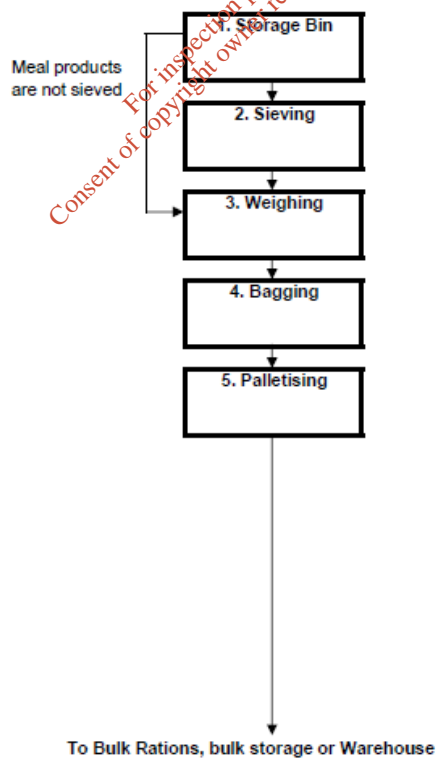 1. Storage Bin
Meal products
are not sieved
For inspection
Consent of copyright owner
2. Sieving
3. Weighing
4. Bagging
5. Palletising
To Bulk Rations, bulk storage or Warehouse